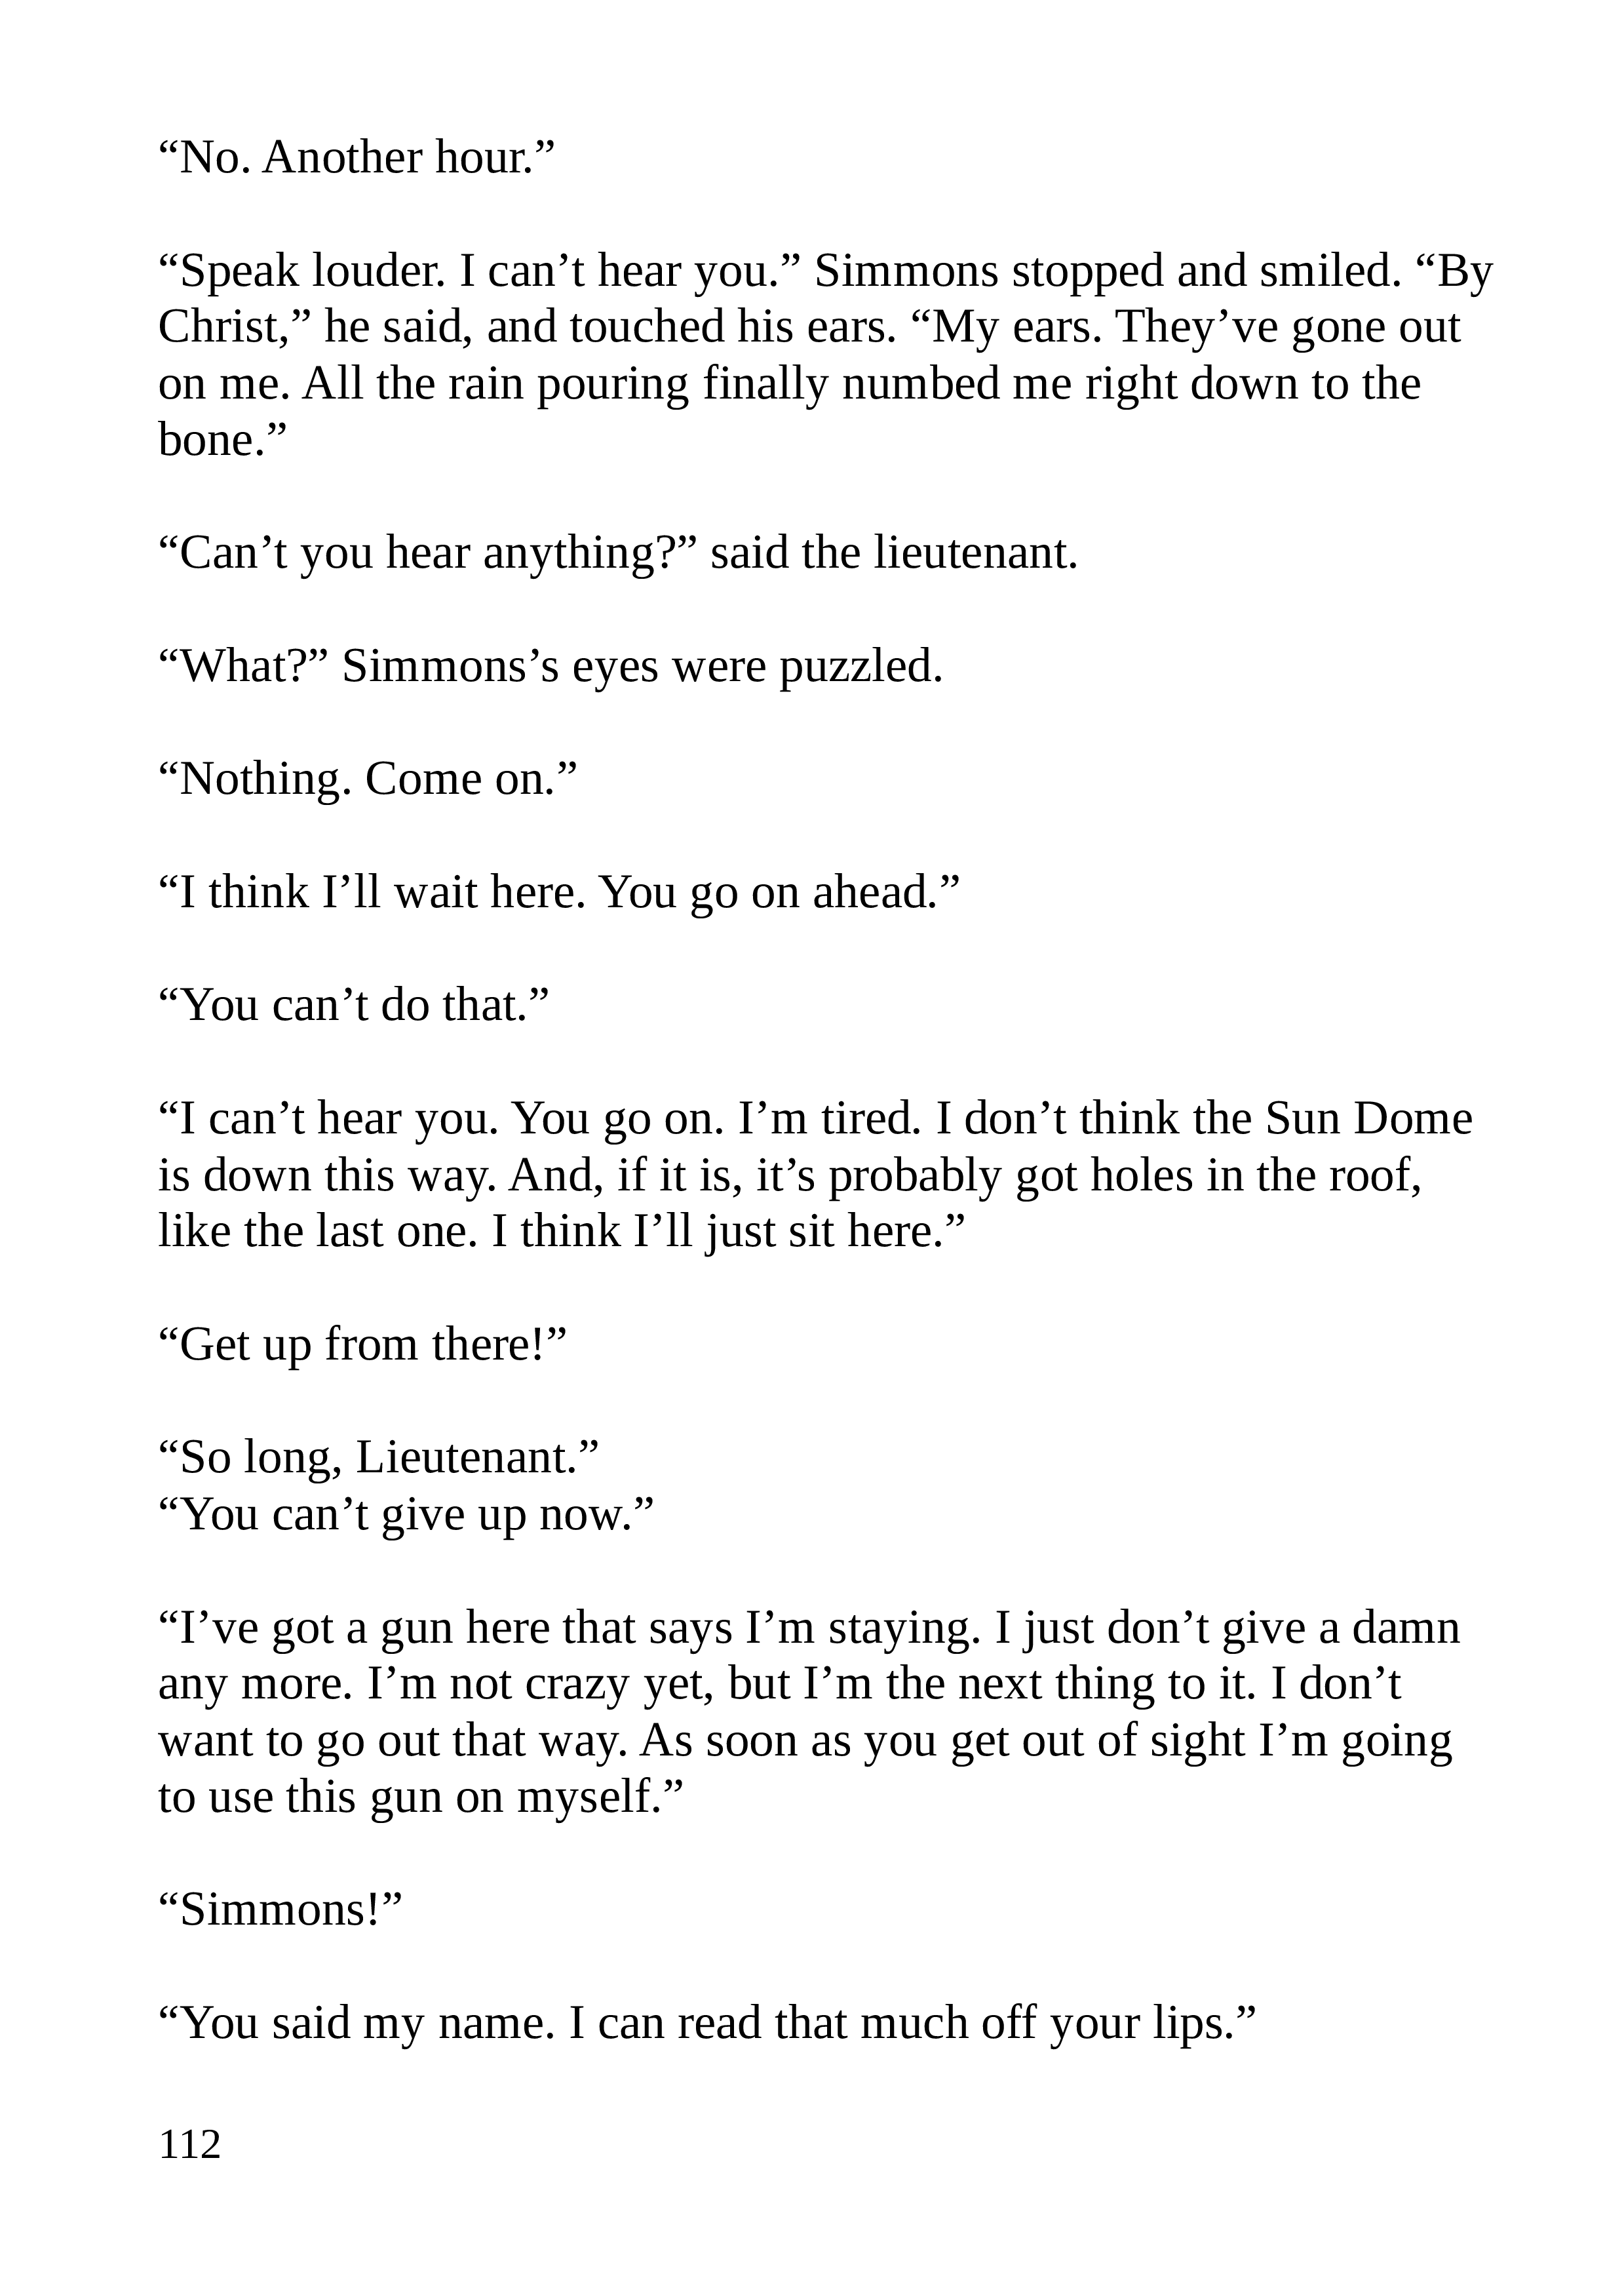 “No. Another hour.”
“Speak louder. I can’t hear you.” Simmons stopped and smiled. “By
Christ,” he said, and touched his ears. “My ears. They’ve gone out
on me. All the rain pouring finally numbed me right down to the
bone.”
“Can’t you hear anything?” said the lieutenant.
“What?” Simmons’s eyes were puzzled.
“Nothing. Come on.”
“I think I’ll wait here. You go on ahead.”
“You can’t do that.”
“I can’t hear you. You go on. I’m tired. I don’t think the Sun Dome
is down this way. And, if it is, it’s probably got holes in the roof,
like the last one. I think I’ll just sit here.”
“Get up from there!”
“So long, Lieutenant.”
“You can’t give up now.”
“I’ve got a gun here that says I’m staying. I just don’t give a damn
any more. I’m not crazy yet, but I’m the next thing to it. I don’t
want to go out that way. As soon as you get out of sight I’m going
to use this gun on myself.”
“Simmons!”
“You said my name. I can read that much off your lips.”
112